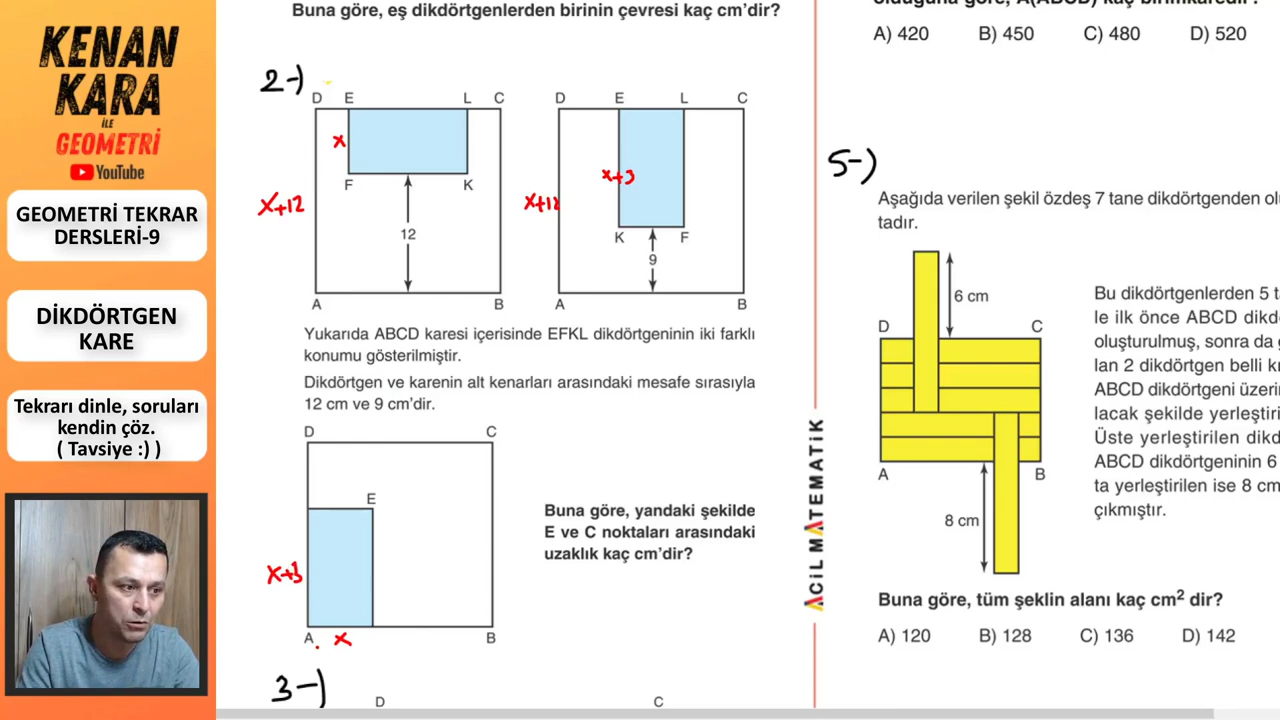 KENAN
KARA
İLE
GEOMETRİ
YouTube
GEOMETRİ TEKRAR
DERSLERİ-9
DİKDÖRTGEN
KARE
Tekrarı dinle, soruları
kendin çöz.
( Tavsiye :) )
Buna göre, eş dikdörtgenlerden birinin çevresi kaç cm'dir?
2-)
D E L C
x
F K
x+12
12
A B
D E L C
x+3
x+12
K F
9
A B
Yukarıda ABCD karesi içerisinde EFKL dikdörtgeninin iki farklı
konumu gösterilmiştir.
Dikdörtgen ve karenin alt kenarları arasındaki mesafe sırasıyla
12 cm ve 9 cm'dir.
D C
E
x+3
A B
x
Buna göre, yandaki şekilde
E ve C noktaları arasındaki
uzaklık kaç cm'dir?
3-)
D C
ACİL MATEMATİK
olduğuna göre, A(ABCD) kaç birimkaredir?
A) 420 B) 450 C) 480 D) 520
5-)
Aşağıda verilen şekil özdeş 7 tane dikdörtgenden
tadır.
6 cm
D C
A B
8 cm
Bu dikdörtgenlerden 5
le ilk önce ABCD
oluşturulmuş, sonra da
lan 2 dikdörtgen belli
ABCD dikdörtgeni
lacak şekilde
Üste yerleştirilen
ABCD dikdörtgeninin 6
ta yerleştirilen ise 8 cm
çıkmıştır.
Buna göre, tüm şeklin alanı kaç cm² dir?
A) 120 B) 128 C) 136 D) 142